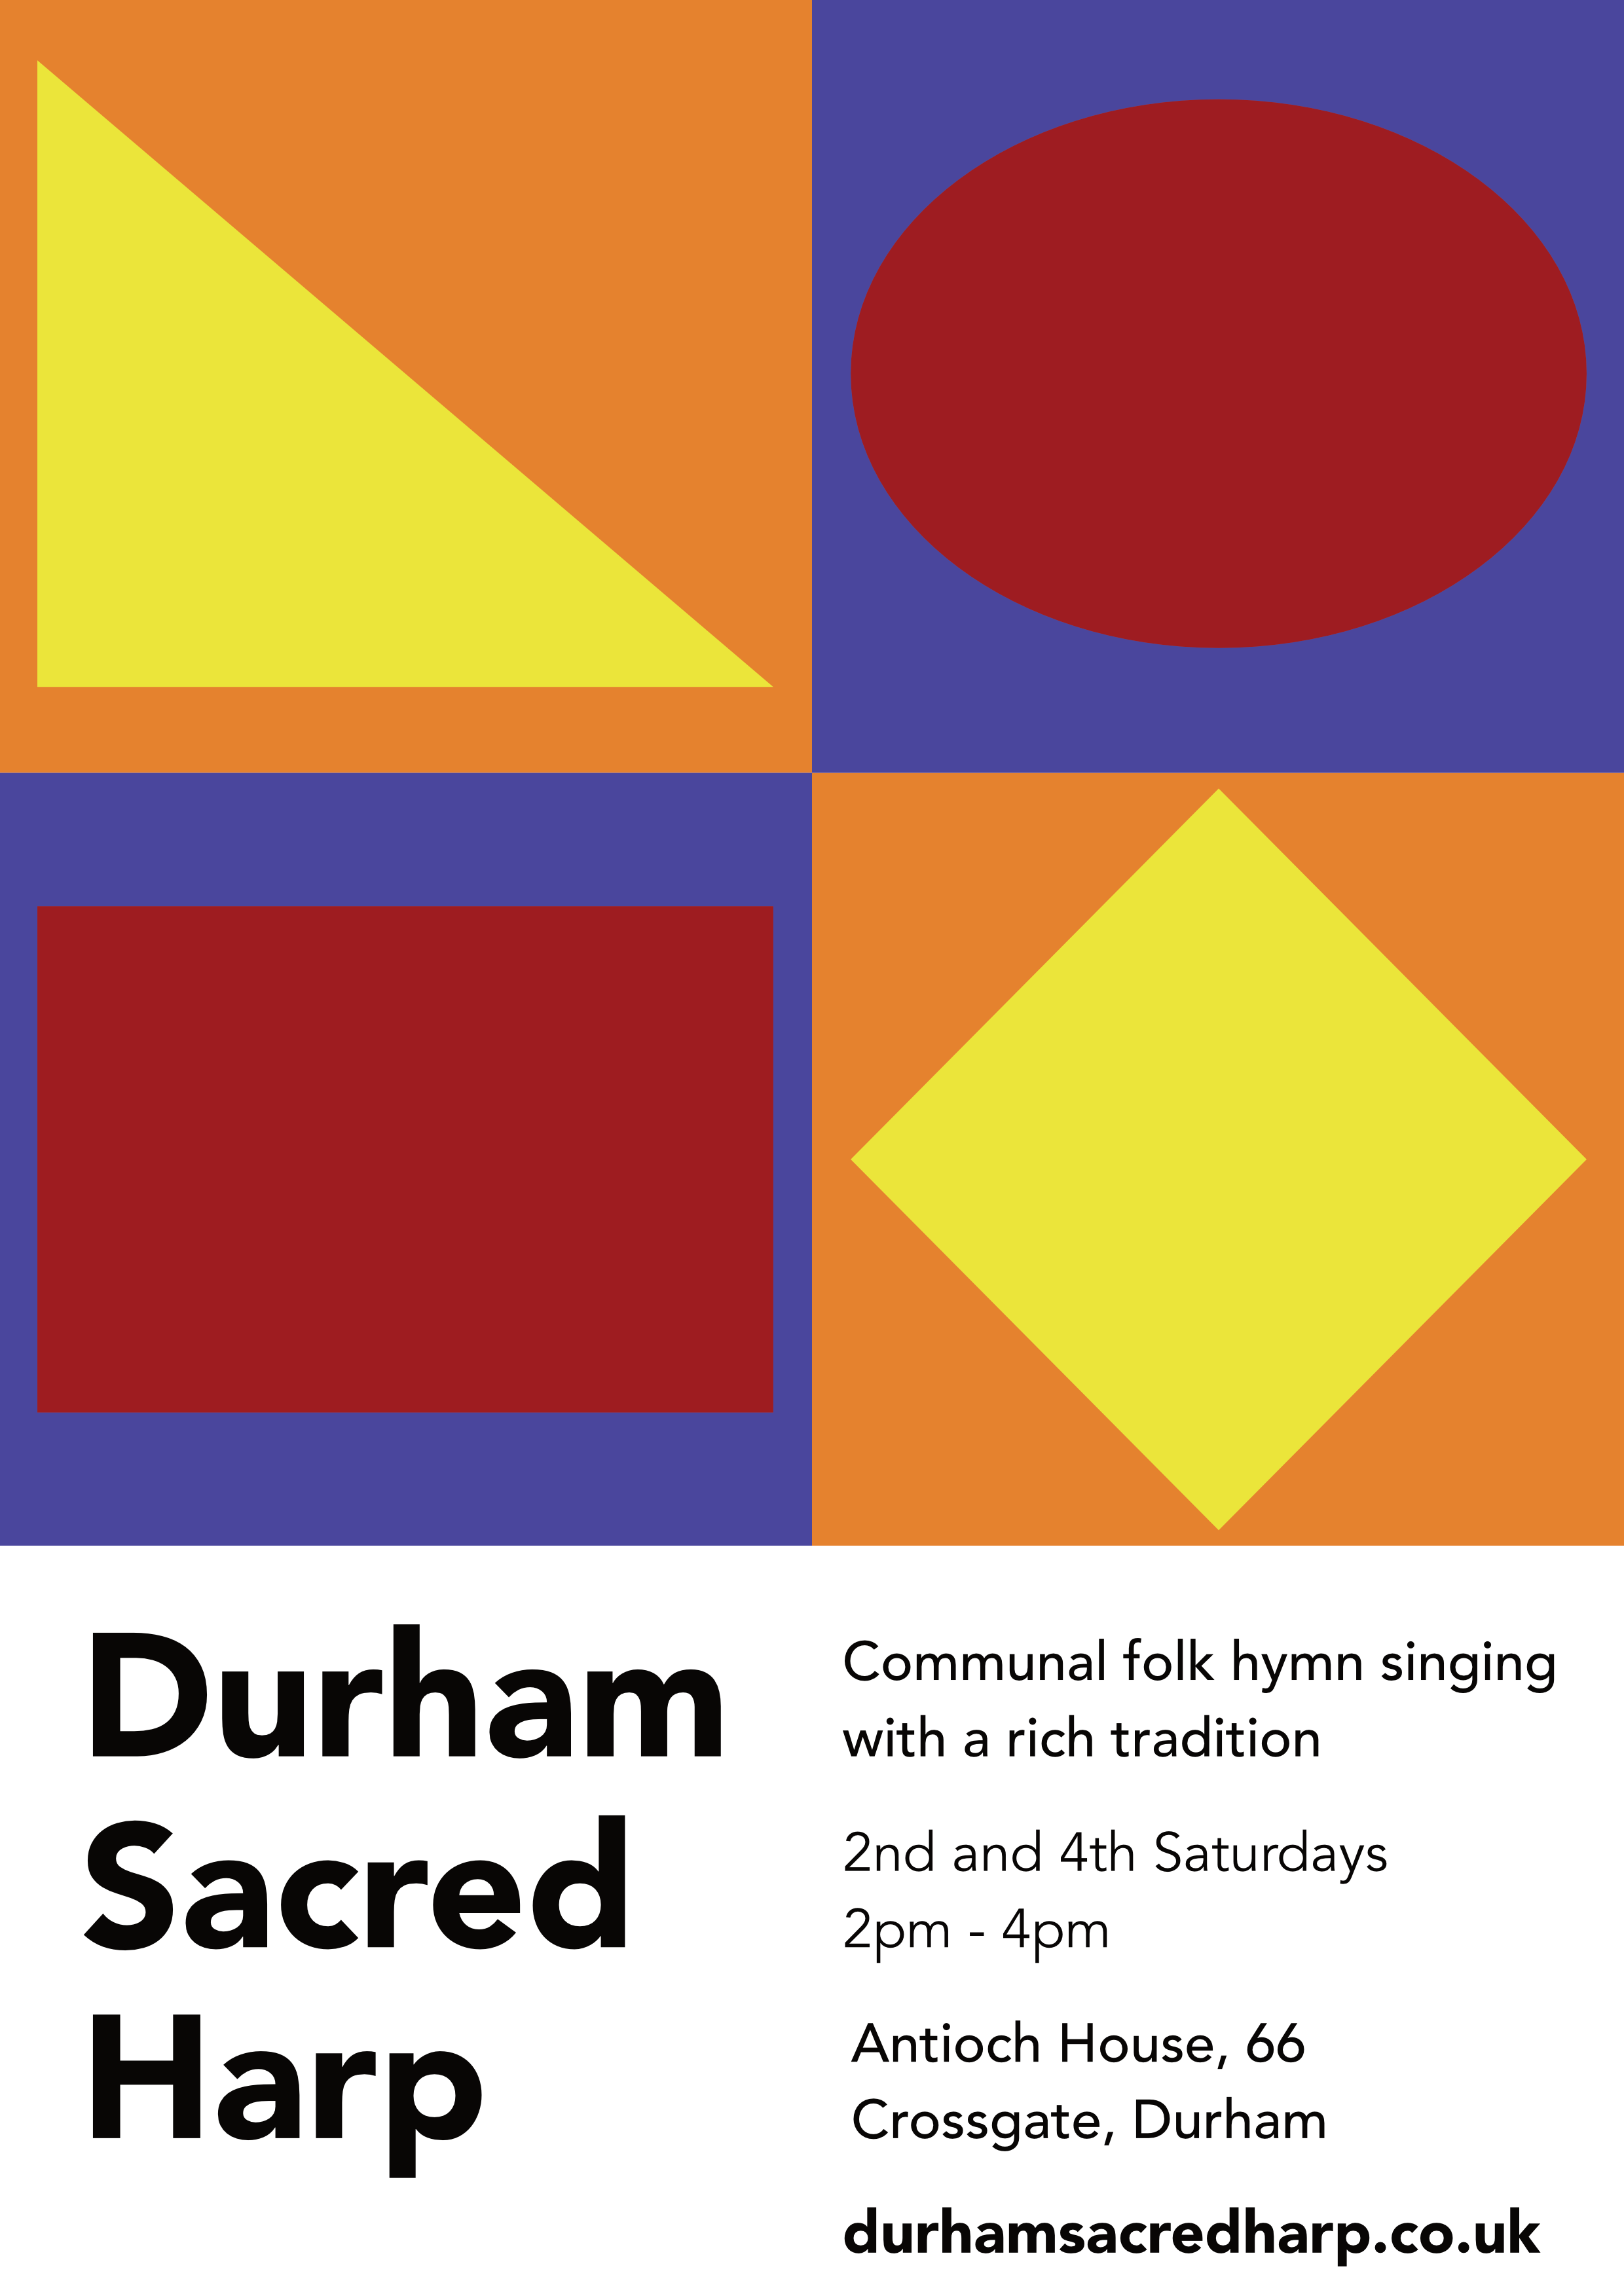 Durham
Sacred
Harp
Communal folk hymn singing
with a rich tradition
2nd and 4th Saturdays
2pm - 4pm
Antioch House, 66
Crossgate, Durham
durhamsacredharp.co.uk